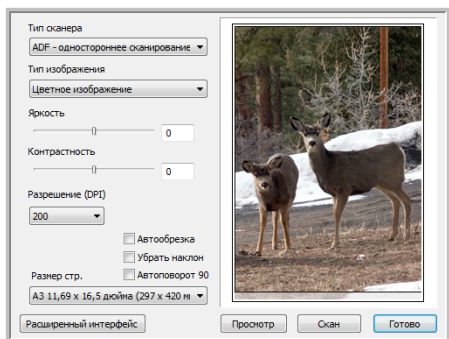 Тип сканера
ADF - одностороннее сканирование
Тип изображения
Цветное изображение
Яркость
0
Контрастность
0
Разрешение (DPI)
200
Автообрезка
Убрать наклон
Размер стр.
Автоповорот 90
A3 11,69 x 16,5 дюйма (297 x 420 м
Расширенный интерфейс
Просмотр
Скан
Готово